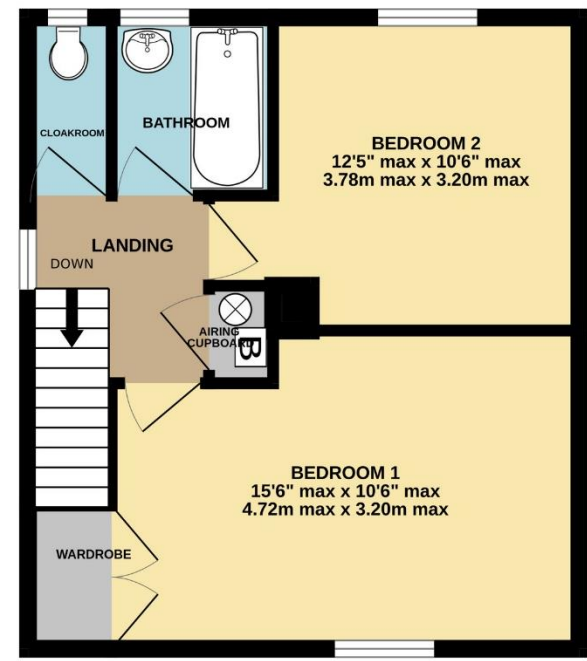 CLOAKROOM
BATHROOM
BEDROOM 2
12'5" max x 10'6" max
3.78m max x 3.20m max
LANDING
DOWN
AIRING
CUPBOARD
B
BEDROOM 1
15'6" max x 10'6" max
4.72m max x 3.20m max
WARDROBE